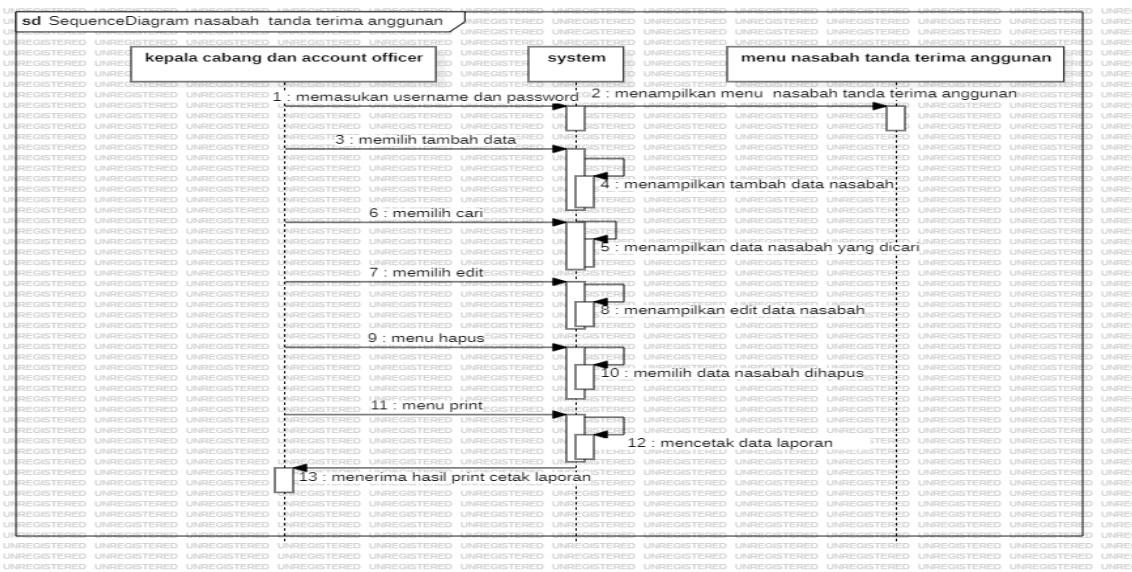 sd SequenceDiagram nasabah tanda terima anggunan
kepala cabang dan account officer
system
menu nasabah tanda terima anggunan
1 : memasukan username dan password
2 : menampilkan menu nasabah tanda terima anggunan
3 : memilih tambah data
4 : menampilkan tambah data nasabah
6 : memilih cari
5 : menampilkan data nasabah yang dicari
7 : memilih edit
8 : menampilkan edit data nasabah
9 : menu hapus
10 : memilih data nasabah dihapus
11 : menu print
12 : mencetak data laporan
13 : menerima hasil print cetak laporan
UNREGISTERED